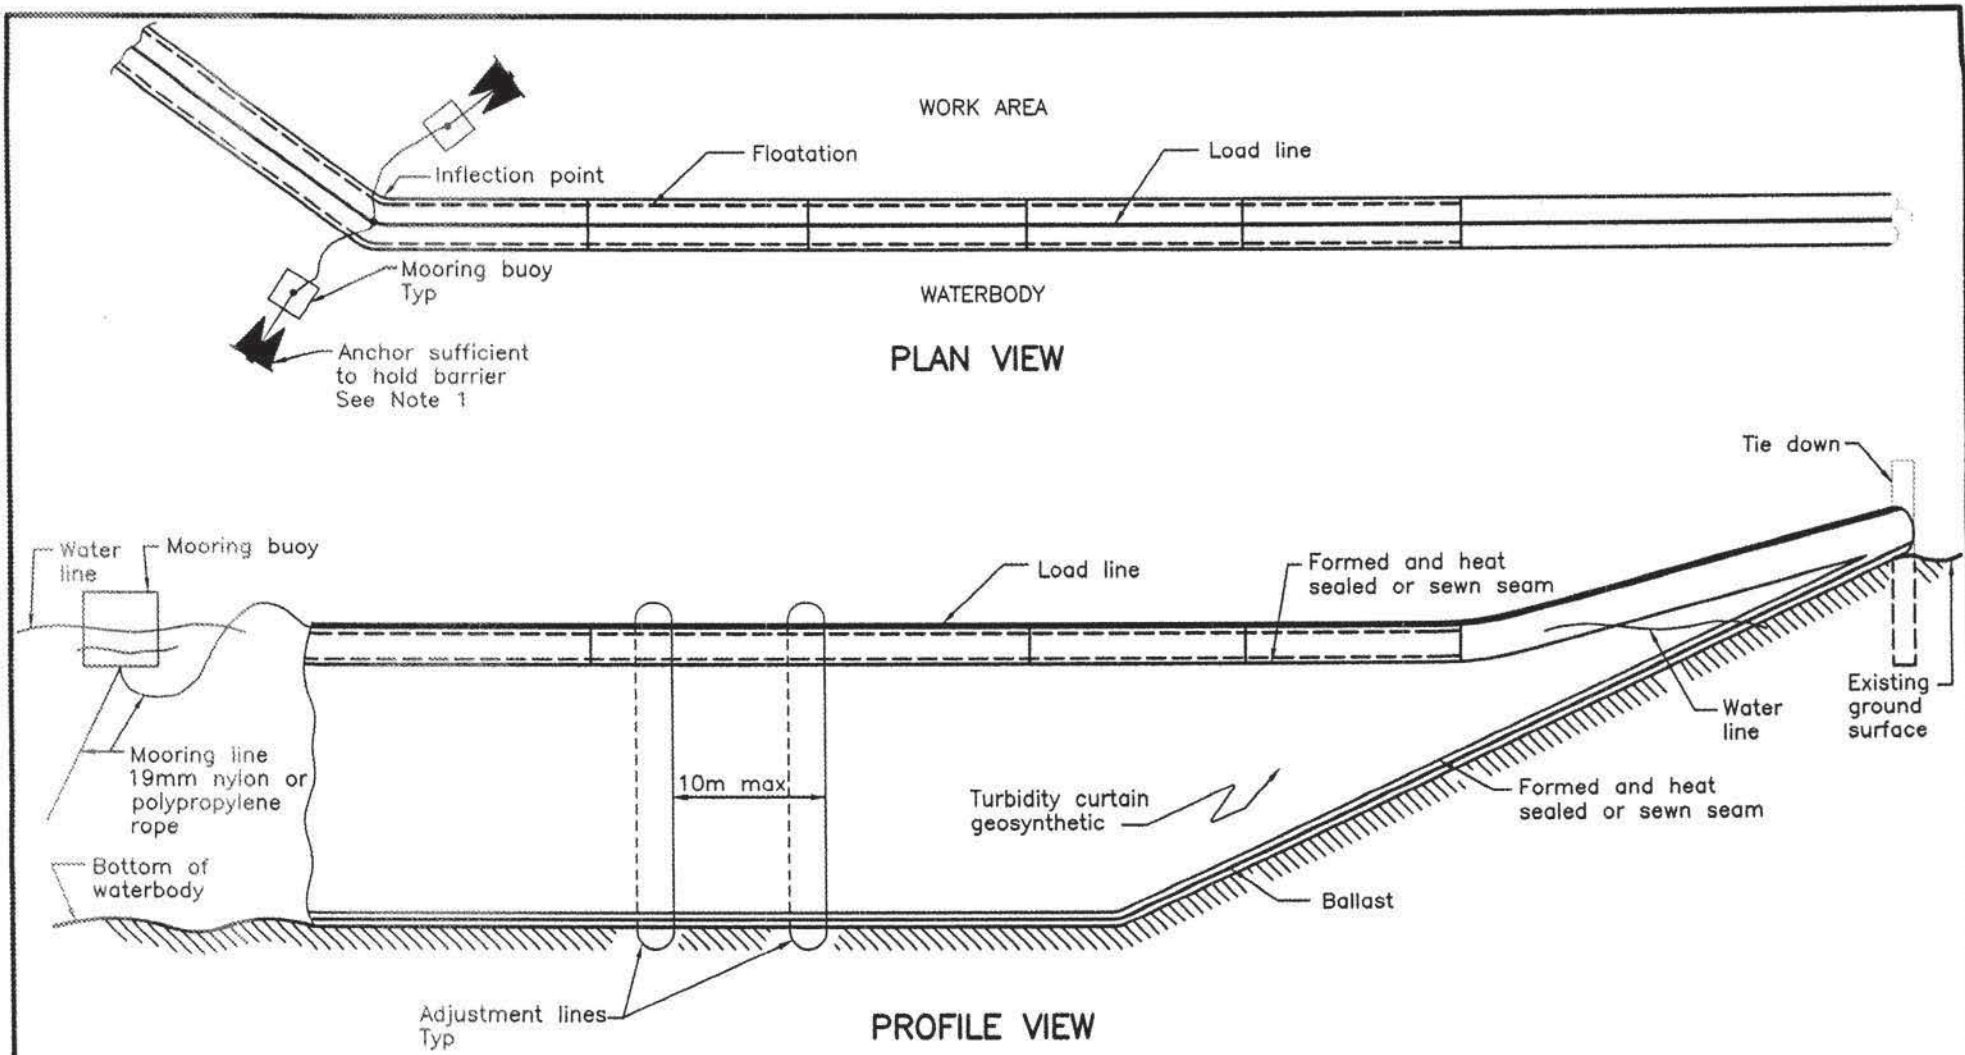 WORK AREA
Floatation
Load line
Inflection point
Mooring buoy
Typ
WATERBODY
Anchor sufficient
to hold barrier
See Note 1
PLAN VIEW
Tie down
Water
line
Mooring buoy
Load line
Formed and heat
sealed or sewn seam
Existing
ground
surface
Water
line
Mooring line
19mm nylon or
polypropylene
rope
10m max
Turbidity curtain
geosynthetic
Formed and heat
sealed or sewn seam
Bottom of
waterbody
Ballast
Adjustment lines
Typ
PROFILE VIEW